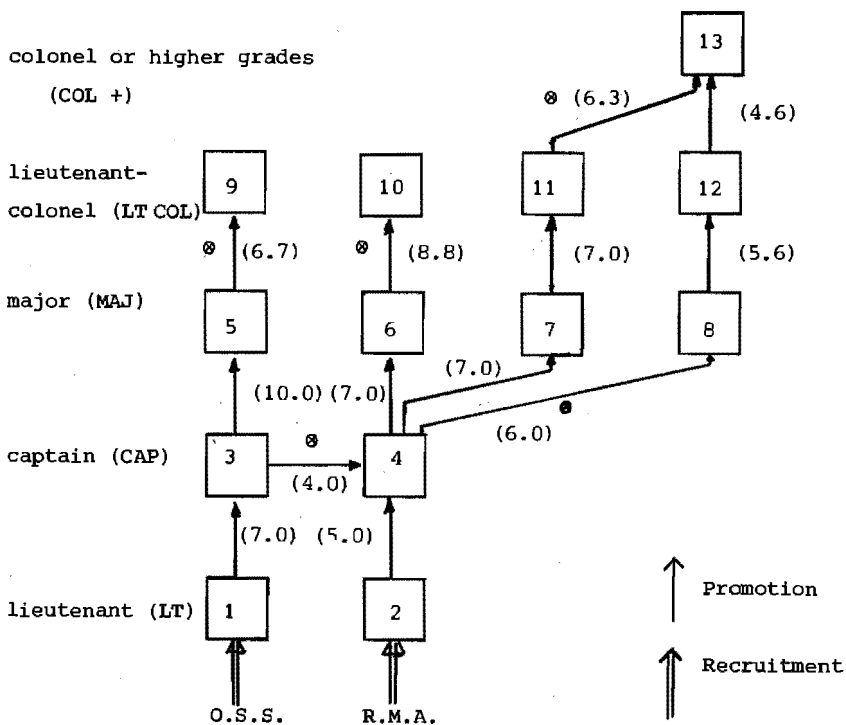 13
colonel or higher grades
(COL +)
⊗ (6.3)
(4.6)
lieutenant-
colonel (LT COL)
9
10
11
12
⊗ (6.7)
⊗ (8.8)
(7.0)
(5.6)
major (MAJ)
5
6
7
8
(10.0) (7.0)
(7.0)
⊗
(6.0)
captain (CAP)
3
⊗
4
(4.0)
(7.0) (5.0)
lieutenant (LT)
1
2
Promotion
Recruitment
O.S.S.
R.M.A.